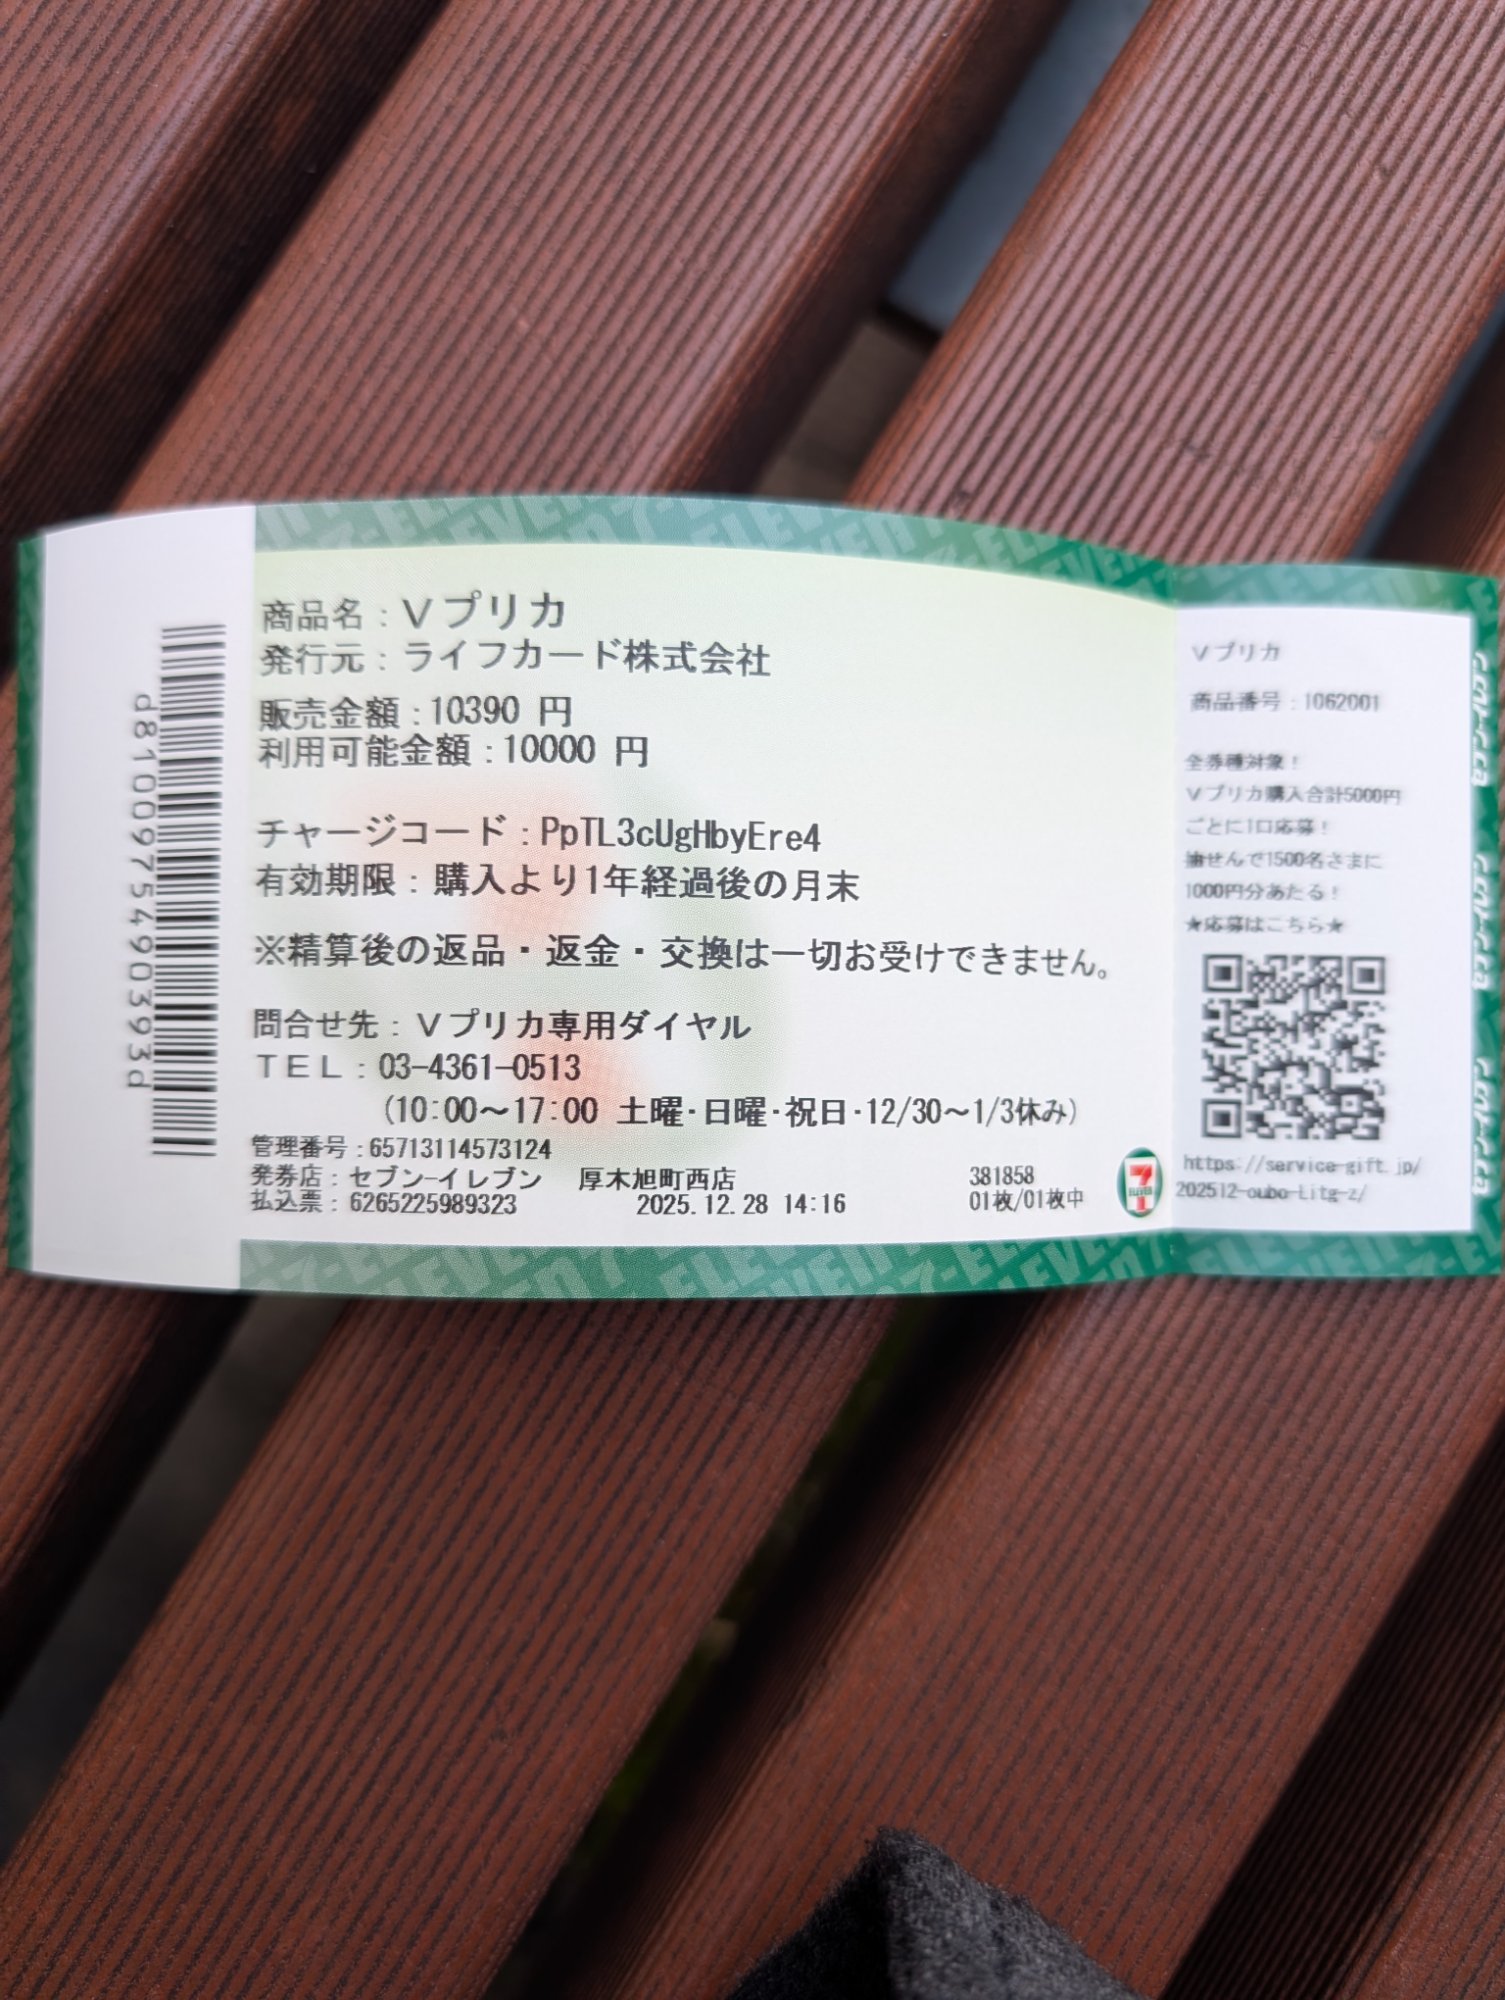 商品名:Vプリカ
発行元:ライフカード株式会社
販売金額:10390 円
利用可能金額:10000 円
チャージコード:PpTL3cUgHbyEre4
有効期限:購入より1年経過後の月末
※精算後の返品・返金・交換は一切お受けできません。
問合せ先:Vプリカ専用ダイヤル
TEL:03-4361-0513
(10:00～17:00 土曜・日曜・祝日・12/30～1/3休み)
管理番号:65713114573124
発券店:セブン-イレブン 厚木旭町西店 381858
払込票:6265225989323 2025.12.28 14:16 01枚/01枚中
d8100975490393d
Vプリカ
商品番号:1062001
全券種対象!
Vプリカ購入合計5000円
ごとに1口応募!
抽せんで1500名さまに
1000円分あたる!
★応募はこちら★
https://service-gift.jp/
202512-oubo-Litg-z/